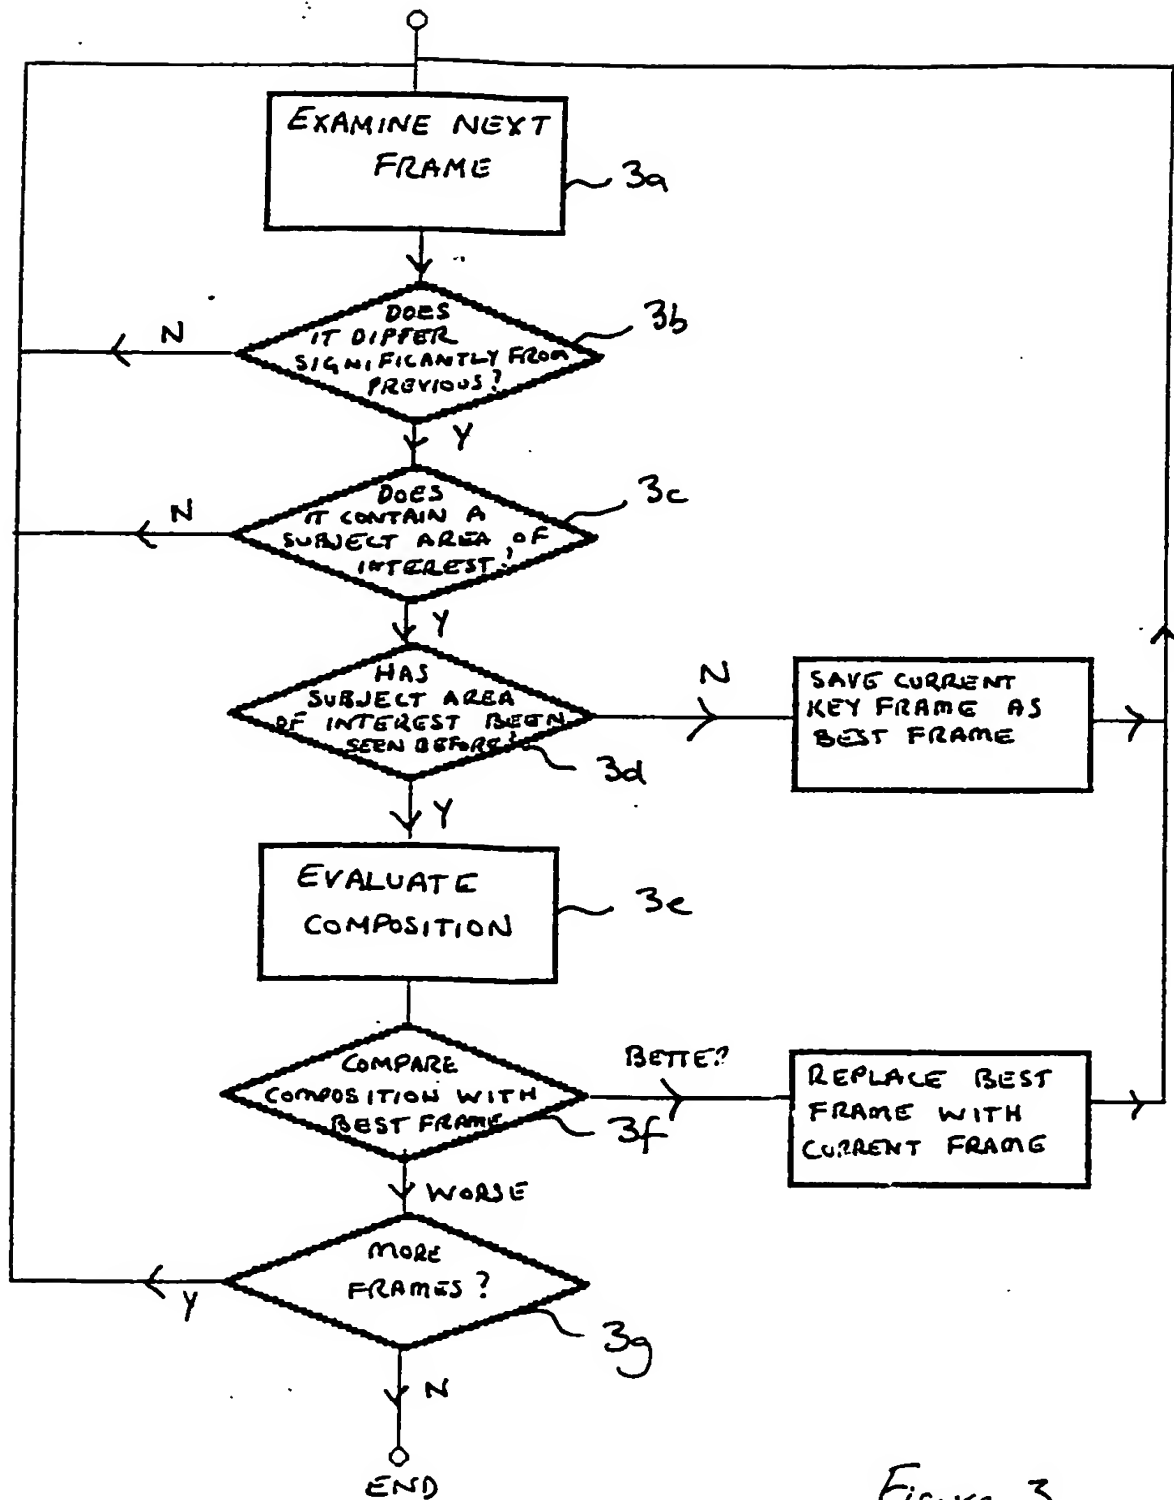 EXAMINE NEXT
FRAME
3a
DOES
IT DIFFER
SIGNIFICANTLY FROM
PREVIOUS?
3b
N
Y
DOES
IT CONTAIN A
SUBJECT AREA OF
INTEREST?
3c
N
Y
HAS
SUBJECT AREA
OF INTEREST BEEN
SEEN BEFORE?
3d
N
SAVE CURRENT
KEY FRAME AS
BEST FRAME
Y
EVALUATE
COMPOSITION
3e
COMPARE
COMPOSITION WITH
BEST FRAME
3f
BETTE?
REPLACE BEST
FRAME WITH
CURRENT FRAME
WORSE
MORE
FRAMES?
3g
Y
N
END
Figure 3